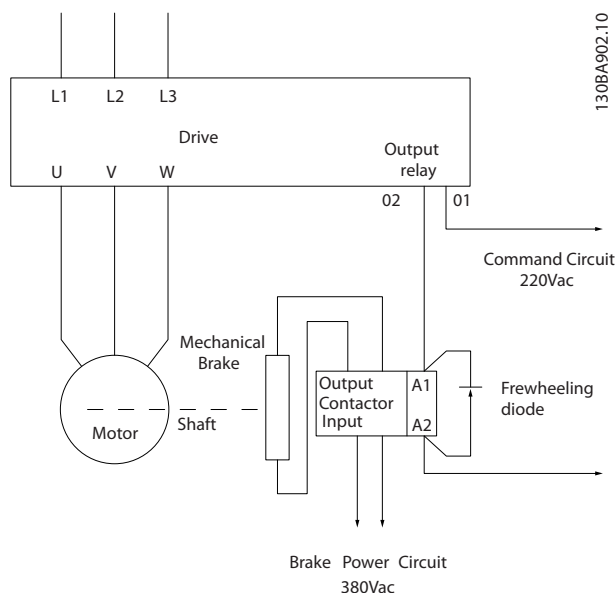 130BA902.10
L1 L2 L3
Drive
Output
relay
U V W
02 01
Command Circuit
220Vac
Mechanical
Brake
Output
Contactor
Input
A1
A2
Frewheeling
diode
Shaft
Motor
Brake Power Circuit
380Vac